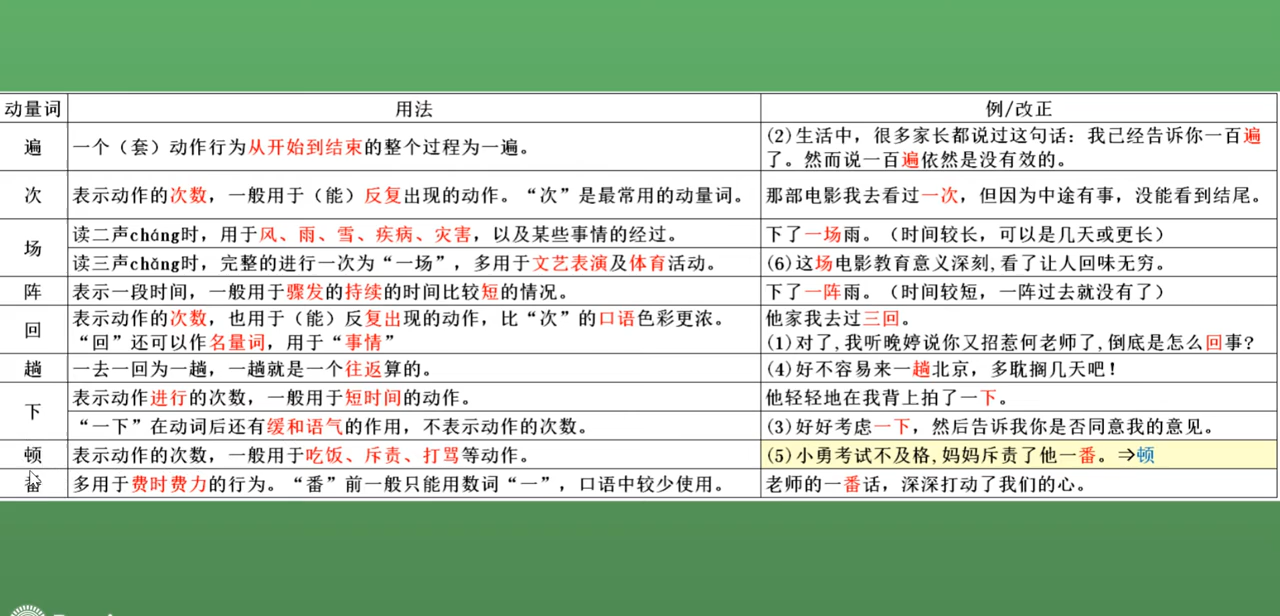 动量词 用法 例/改正
遍 一个（套）动作行为从开始到结束的整个过程为一遍。
(2)生活中，很多家长都说过这句话：我已经告诉你一百遍
了。然而说一百遍依然是没有效的。
次 表示动作的次数，一般用于（能）反复出现的动作。“次”是最常用的动量词。 那部电影我去看过一次，但因为中途有事，没能看到结尾。
场
读二声cháng时，用于风、雨、雪、疾病、灾害，以及某些事情的经过。 下了一场雨。（时间较长，可以是几天或更长）
读三声chǎng时，完整的进行一次为“一场”，多用于文艺表演及体育活动。 (6)这场电影教育意义深刻,看了让人回味无穷。
阵 表示一段时间，一般用于骤发的持续的时间比较短的情况。 下了一阵雨。（时间较短，一阵过去就没有了）
回
表示动作的次数，也用于（能）反复出现的动作，比“次”的口语色彩更浓。 他家我去过三回。
“回”还可以作名量词，用于“事情” (1)对了,我听晚婷说你又招惹何老师了,倒底是怎么回事?
趟 一去一回为一趟，一趟就是一个往返算的。 (4)好不容易来一趟北京，多耽搁几天吧！
下
表示动作进行的次数，一般用于短时间的动作。 他轻轻地在我背上拍了一下。
“一下”在动词后还有缓和语气的作用，不表示动作的次数。 (3)好好考虑一下，然后告诉我你是否同意我的意见。
顿 表示动作的次数，一般用于吃饭、斥责、打骂等动作。 (5)小勇考试不及格,妈妈斥责了他一番。⇒顿
番 多用于费时费力的行为。“番”前一般只能用数词“一”，口语中较少使用。 老师的一番话，深深打动了我们的心。